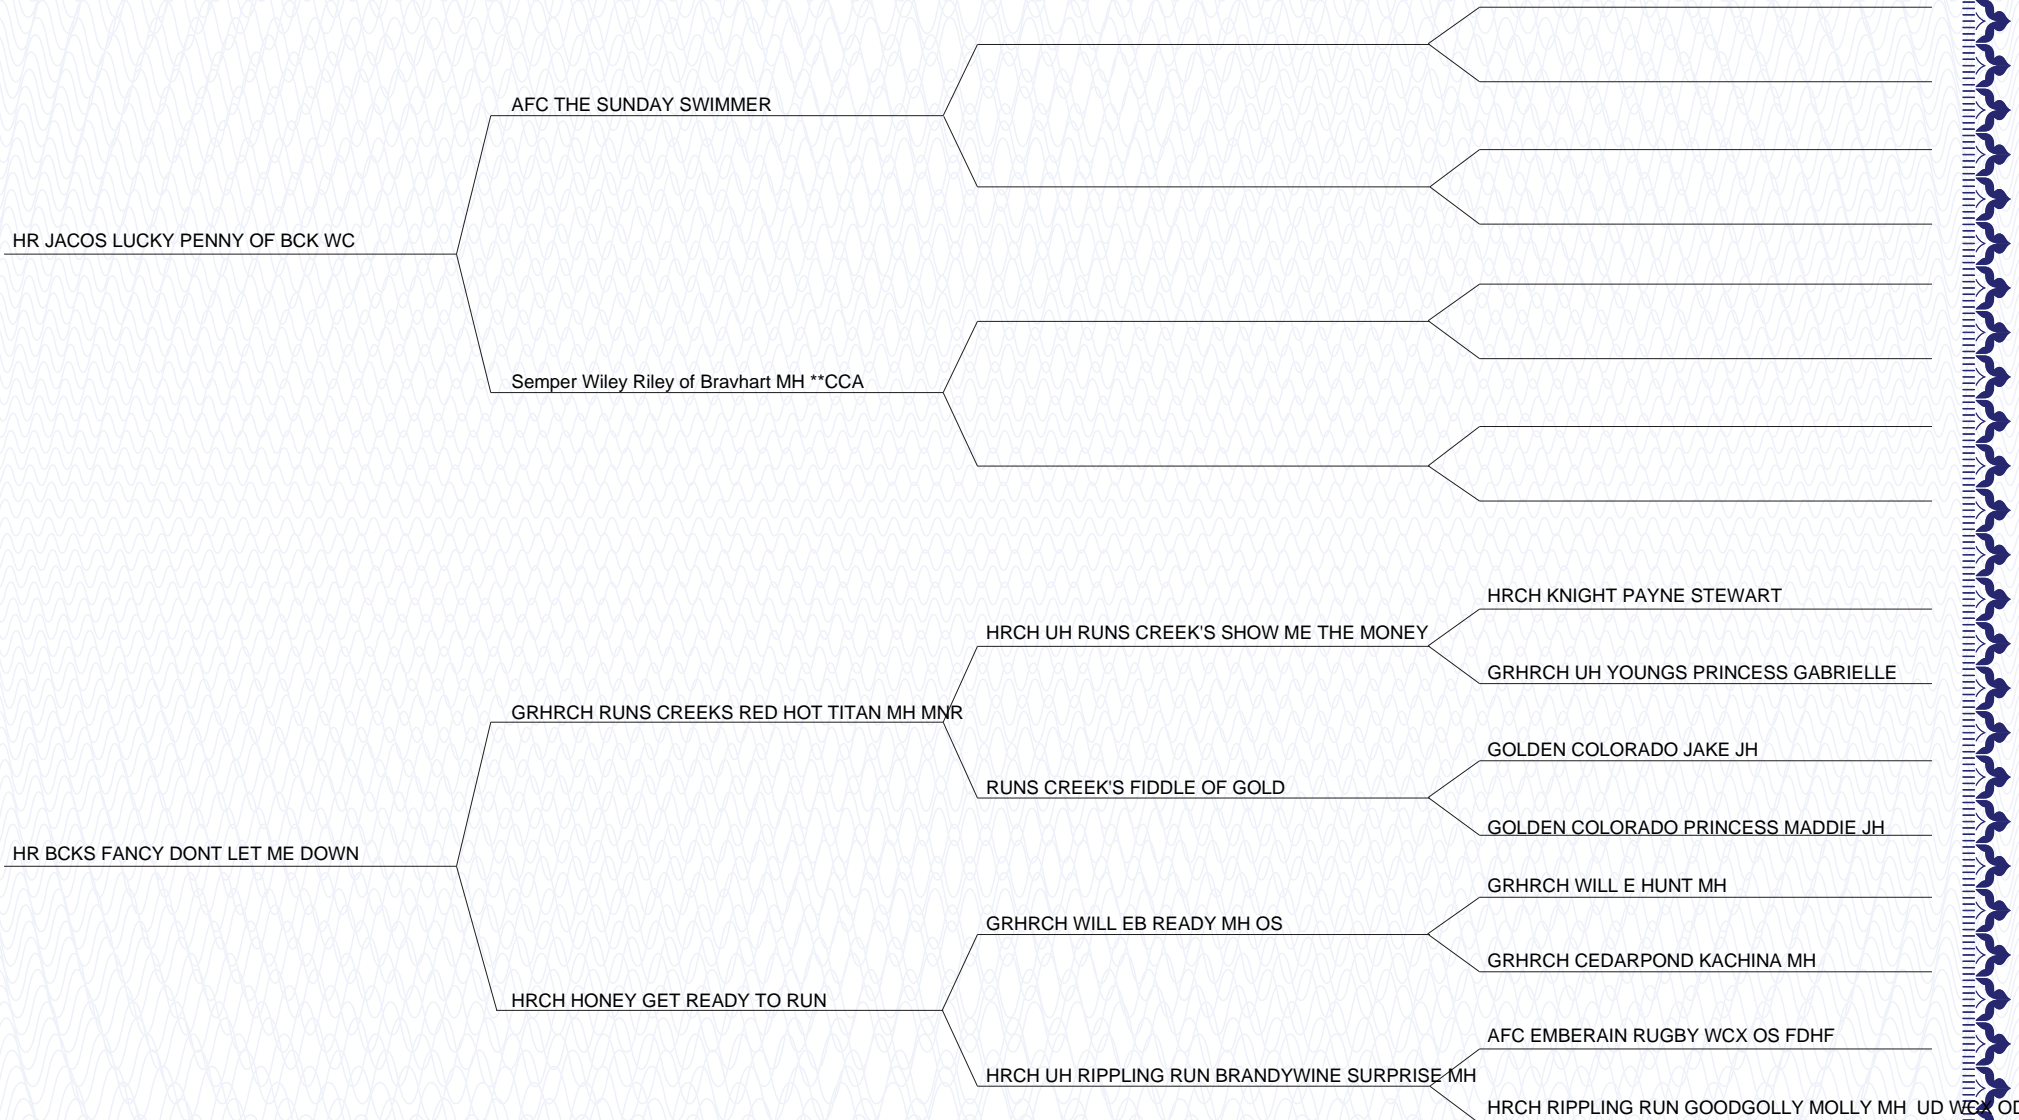 AFC THE SUNDAY SWIMMER
HR JACOS LUCKY PENNY OF BCK WC
Semper Wiley Riley of Bravhart MH **CCA
HRCH KNIGHT PAYNE STEWART
HRCH UH RUNS CREEK'S SHOW ME THE MONEY
GRHRCH UH YOUNGS PRINCESS GABRIELLE
GRHRCH RUNS CREEKS RED HOT TITAN MH MNR
GOLDEN COLORADO JAKE JH
RUNS CREEK'S FIDDLE OF GOLD
GOLDEN COLORADO PRINCESS MADDIE JH
HR BCKS FANCY DONT LET ME DOWN
GRHRCH WILL E HUNT MH
GRHRCH WILL EB READY MH OS
GRHRCH CEDARPOND KACHINA MH
HRCH HONEY GET READY TO RUN
AFC EMBERAIN RUGBY WCX OS FDHF
HRCH UH RIPPLING RUN BRANDYWINE SURPRISE MH
HRCH RIPPLING RUN GOODGOLLY MOLLY MH UD WCX